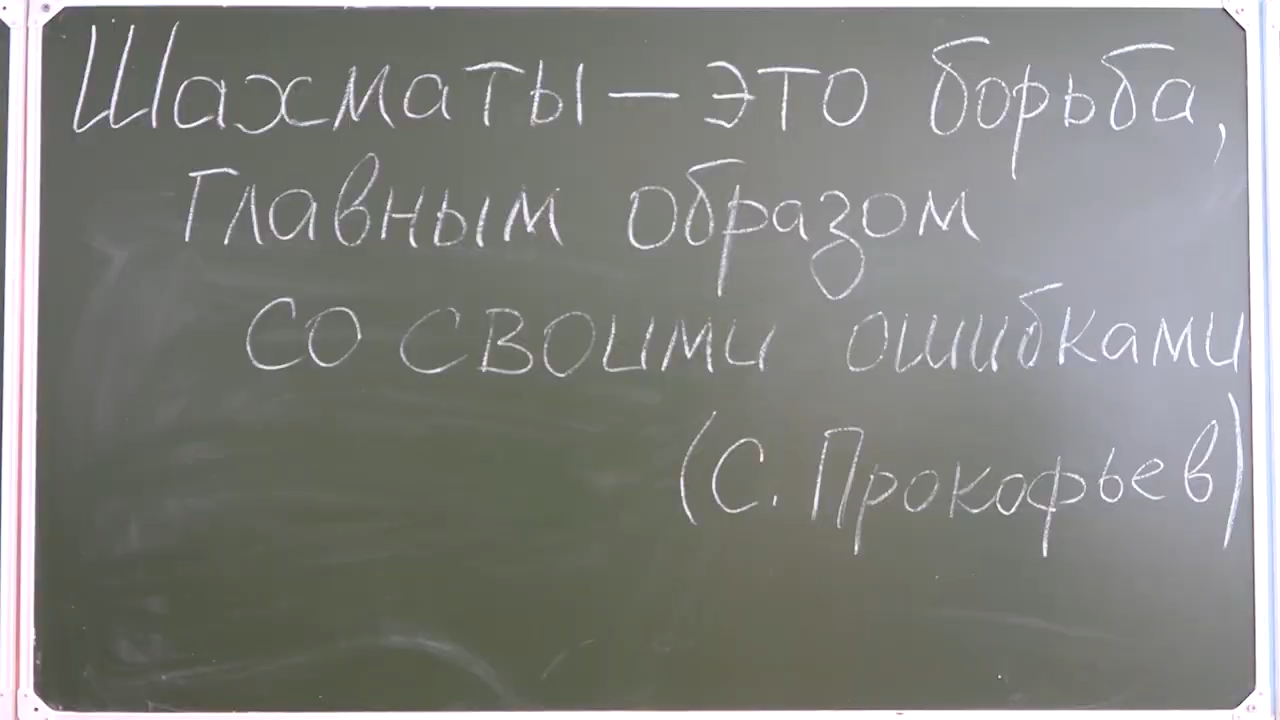 Шахматы — это борьба,
главным образом
со своими ошибками
(С. Прокофьев)